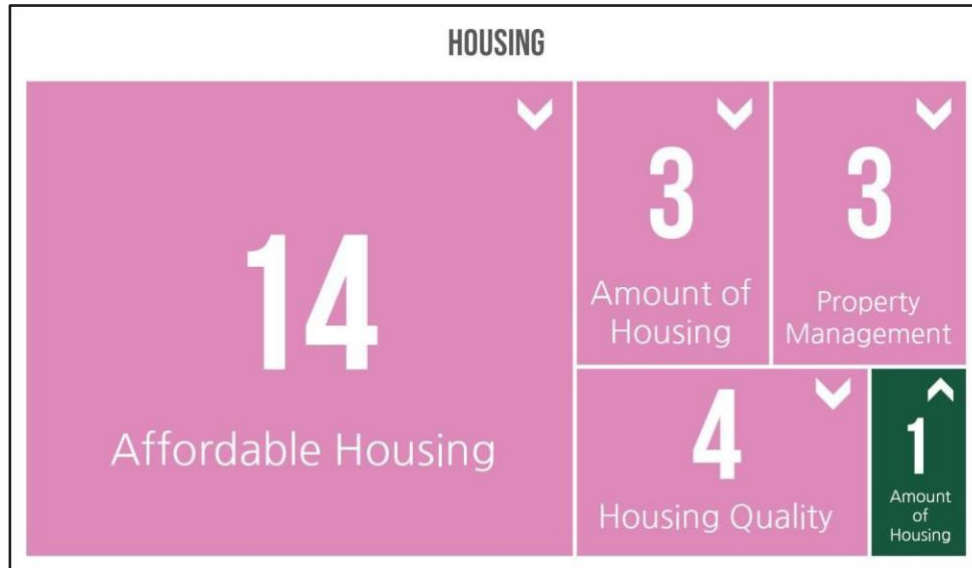 HOUSING
14
Affordable Housing
3
Amount of
Housing
3
Property
Management
4
Housing Quality
1
Amount
of
Housing